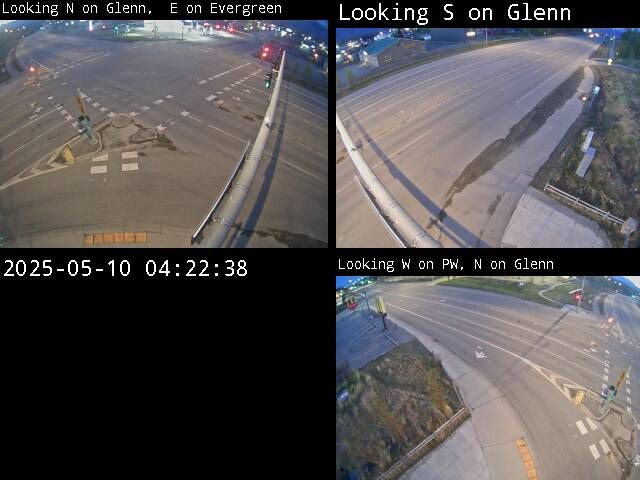 Looking N on Glenn,  E on Evergreen
Looking S on Glenn
2025-05-10 04:22:38
Looking W on PW, N on Glenn